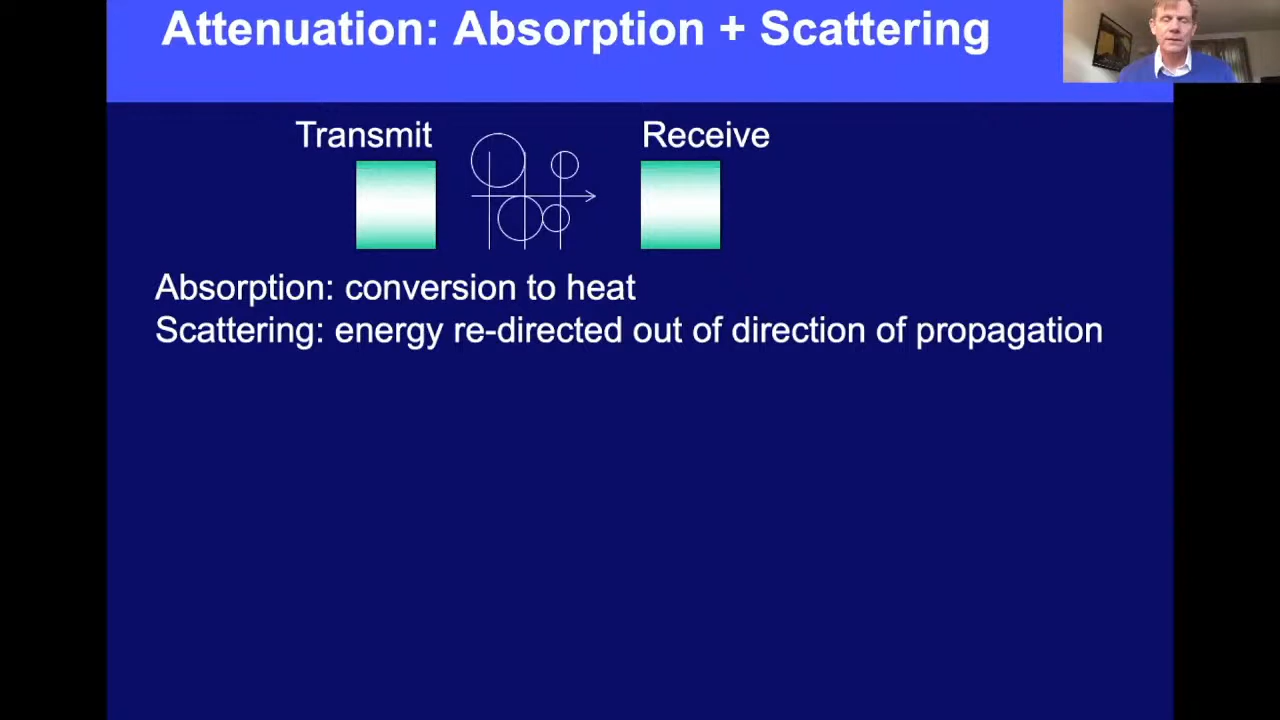 Attenuation: Absorption + Scattering
Transmit
Receive
Absorption: conversion to heat
Scattering: energy re-directed out of direction of propagation